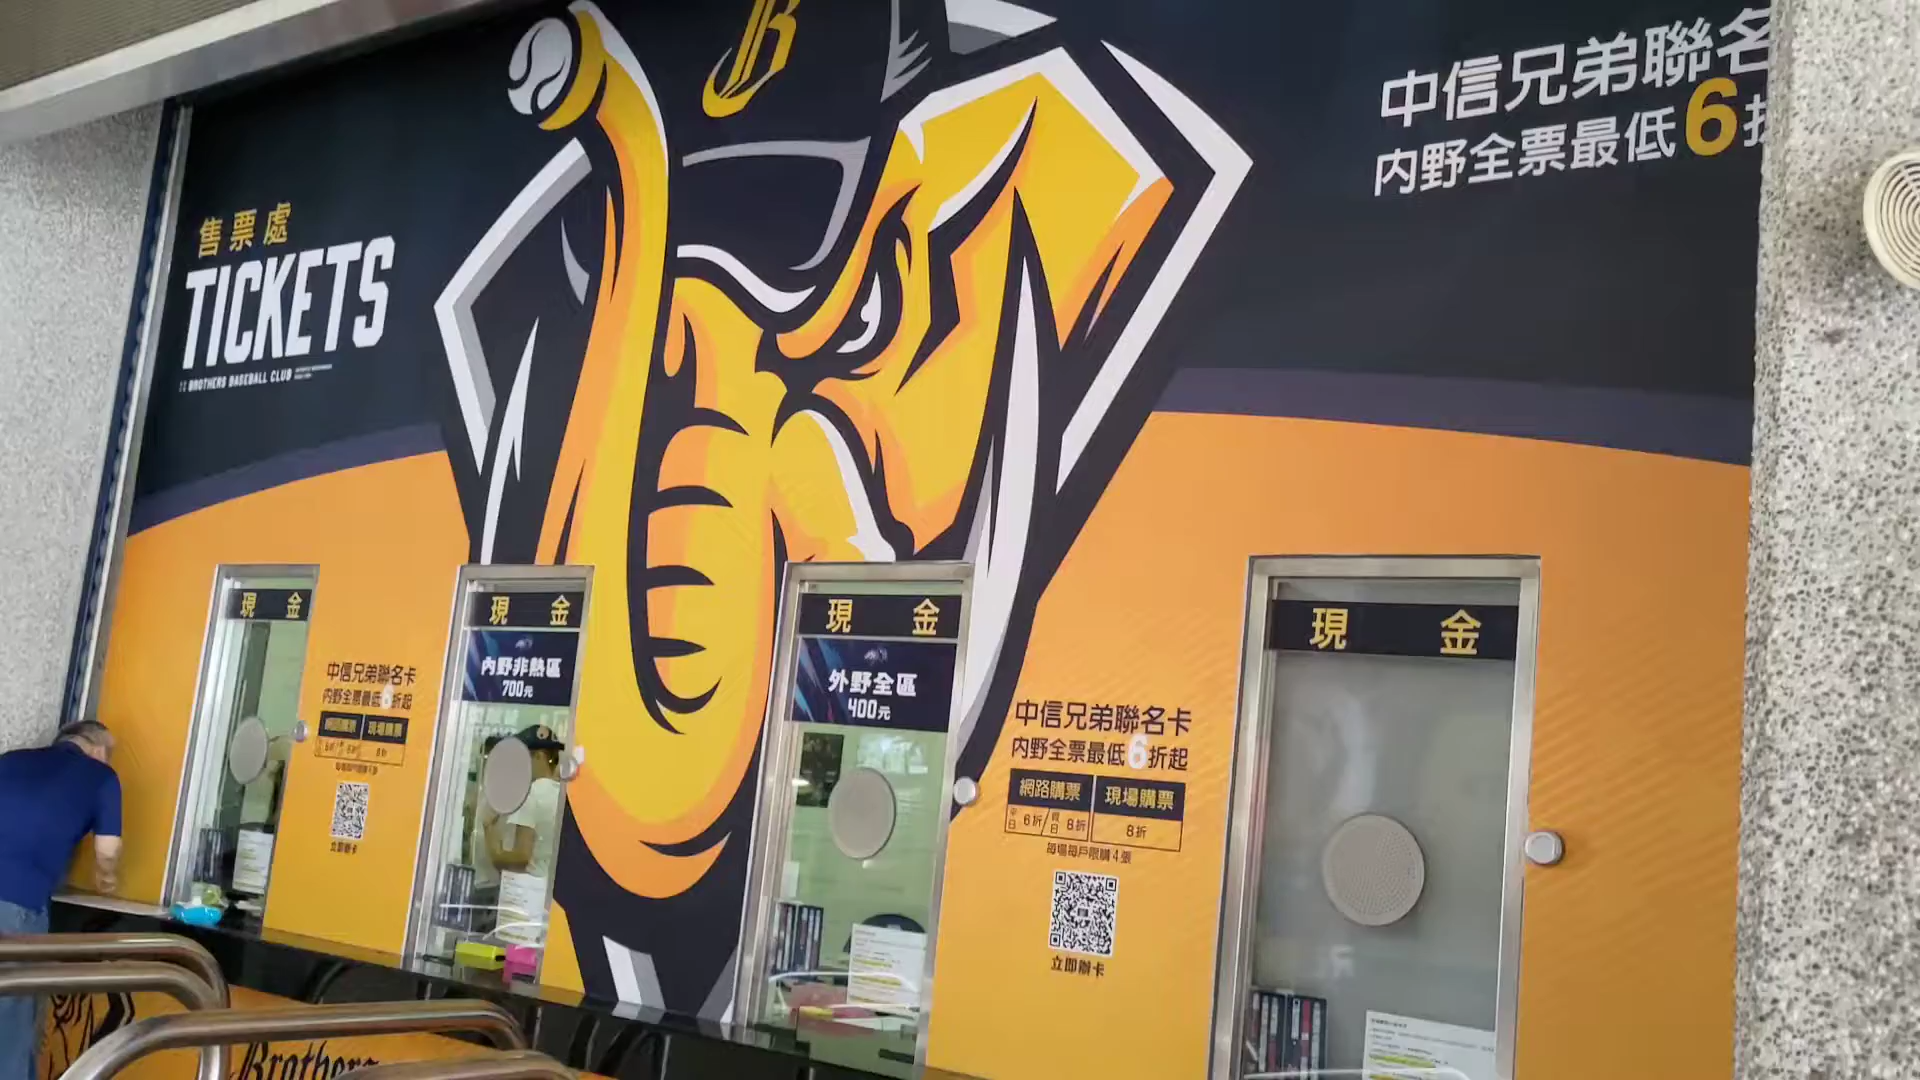 B
中信兄弟聯名
內野全票最低6折
售票處
TICKETS
BROTHERS BASEBALL CLUB
現金
現金
現金
現金
內野非熱區
700元
外野全區
400元
中信兄弟聯名卡
內野全票最低6折起
現場購票
8折
立即辦卡
中信兄弟聯名卡
內野全票最低6折起
網路購票 現場購票
平日6折/假日8折 8折
每場每戶限購4張
立即辦卡
Brothers